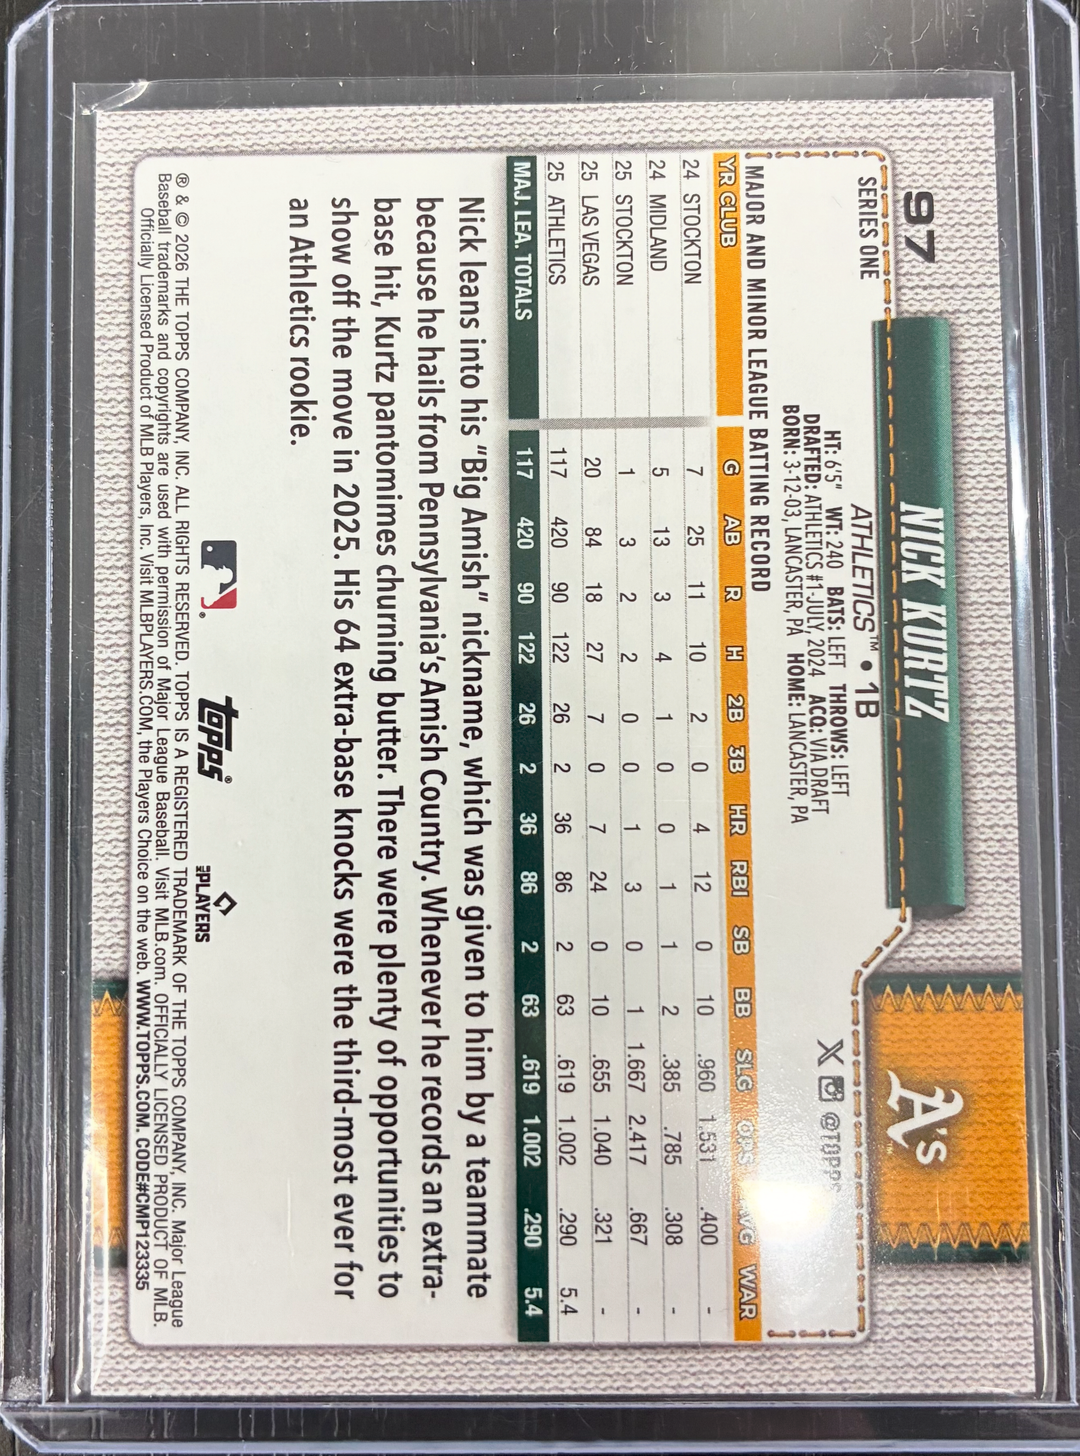 97
SERIES ONE
NICK KURTZ
A's
ATHLETICS™ • 1B
HT: 6'5" WT: 240 BATS: LEFT THROWS: LEFT
DRAFTED: ATHLETICS #1-JULY, 2024 ACQ: VIA DRAFT
BORN: 3-12-03, LANCASTER, PA HOME: LANCASTER, PA
X @TOPPS
MAJOR AND MINOR LEAGUE BATTING RECORD
YR CLUB G AB R H 2B 3B HR RBI SB BB SLG OPS AVG WAR
24 STOCKTON 7 25 11 10 2 0 4 12 0 10 .960 1.531 .400 -
24 MIDLAND 5 13 3 4 1 0 0 1 1 2 .385 .785 .308 -
25 STOCKTON 1 3 2 2 0 0 1 3 0 1 1.667 2.417 .667 -
25 LAS VEGAS 20 84 18 27 7 0 7 24 0 10 .655 1.040 .321 -
25 ATHLETICS 117 420 90 122 26 2 36 86 2 63 .619 1.002 .290 5.4
MAJ. LEA. TOTALS 117 420 90 122 26 2 36 86 2 63 .619 1.002 .290 5.4
Nick leans into his "Big Amish" nickname, which was given to him by a teammate
because he hails from Pennsylvania's Amish Country. Whenever he records an extra-
base hit, Kurtz pantomimes churning butter. There were plenty of opportunities to
show off the move in 2025. His 64 extra-base knocks were the third-most ever for
an Athletics rookie.
topps®
PLAYERS
® & © 2026 THE TOPPS COMPANY, INC. ALL RIGHTS RESERVED. TOPPS IS A REGISTERED TRADEMARK OF THE TOPPS COMPANY, INC. Major League
Baseball trademarks and copyrights are used with permission of Major League Baseball. Visit MLB.com. OFFICIALLY LICENSED PRODUCT OF MLB.
Officially Licensed Product of MLB Players, Inc. Visit MLBPLAYERS.COM, the Players Choice on the web. WWW.TOPPS.COM. CODE#CMP123335